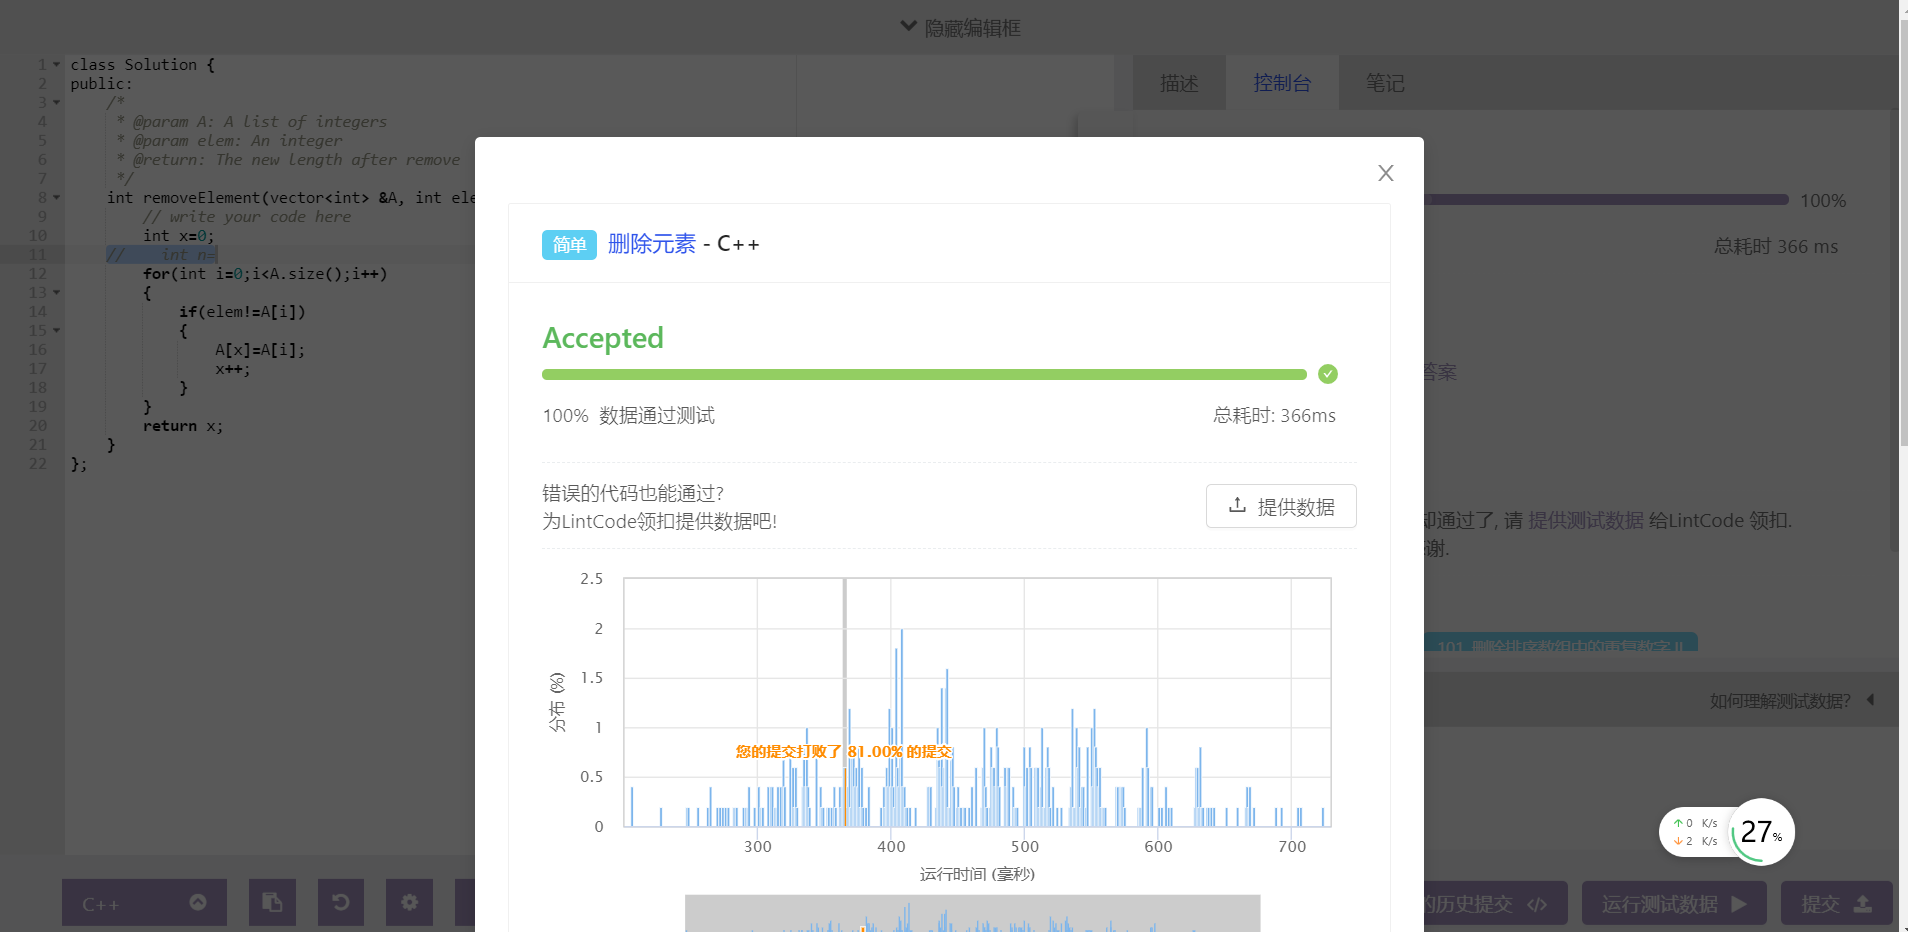 隐藏编辑框
1 class Solution {
2 public:
3 /*
4 * @param A: A list of integers
5 * @param elem: An integer
6 * @return: The new length after remove
7 */
8 int removeElement(vector<int> &A, int ele
9 // write your code here
10 int x=0;
11 // int n=
12 for(int i=0;i<A.size();i++)
13 {
14 if(elem!=A[i])
15 {
16 A[x]=A[i];
17 x++;
18 }
19 }
20 return x;
21 }
22 };
描述 控制台 笔记
100%
总耗时 366 ms
答案
即通过了, 请 提供测试数据 给LintCode 领扣.
谢.
101. 删除排序数组中的重复数字 II
如何理解测试数据?
X
简单 删除元素 - C++
Accepted
100% 数据通过测试 总耗时: 366ms
错误的代码也能通过?
为LintCode领扣提供数据吧!
提供数据
分布 (%)
2.5
2
1.5
1
0.5
0
您的提交打败了 81.00% 的提交
300 400 500 600 700
运行时间 (毫秒)
0 K/s
2 K/s
27%
C++
的历史提交 </>
运行测试数据
提交